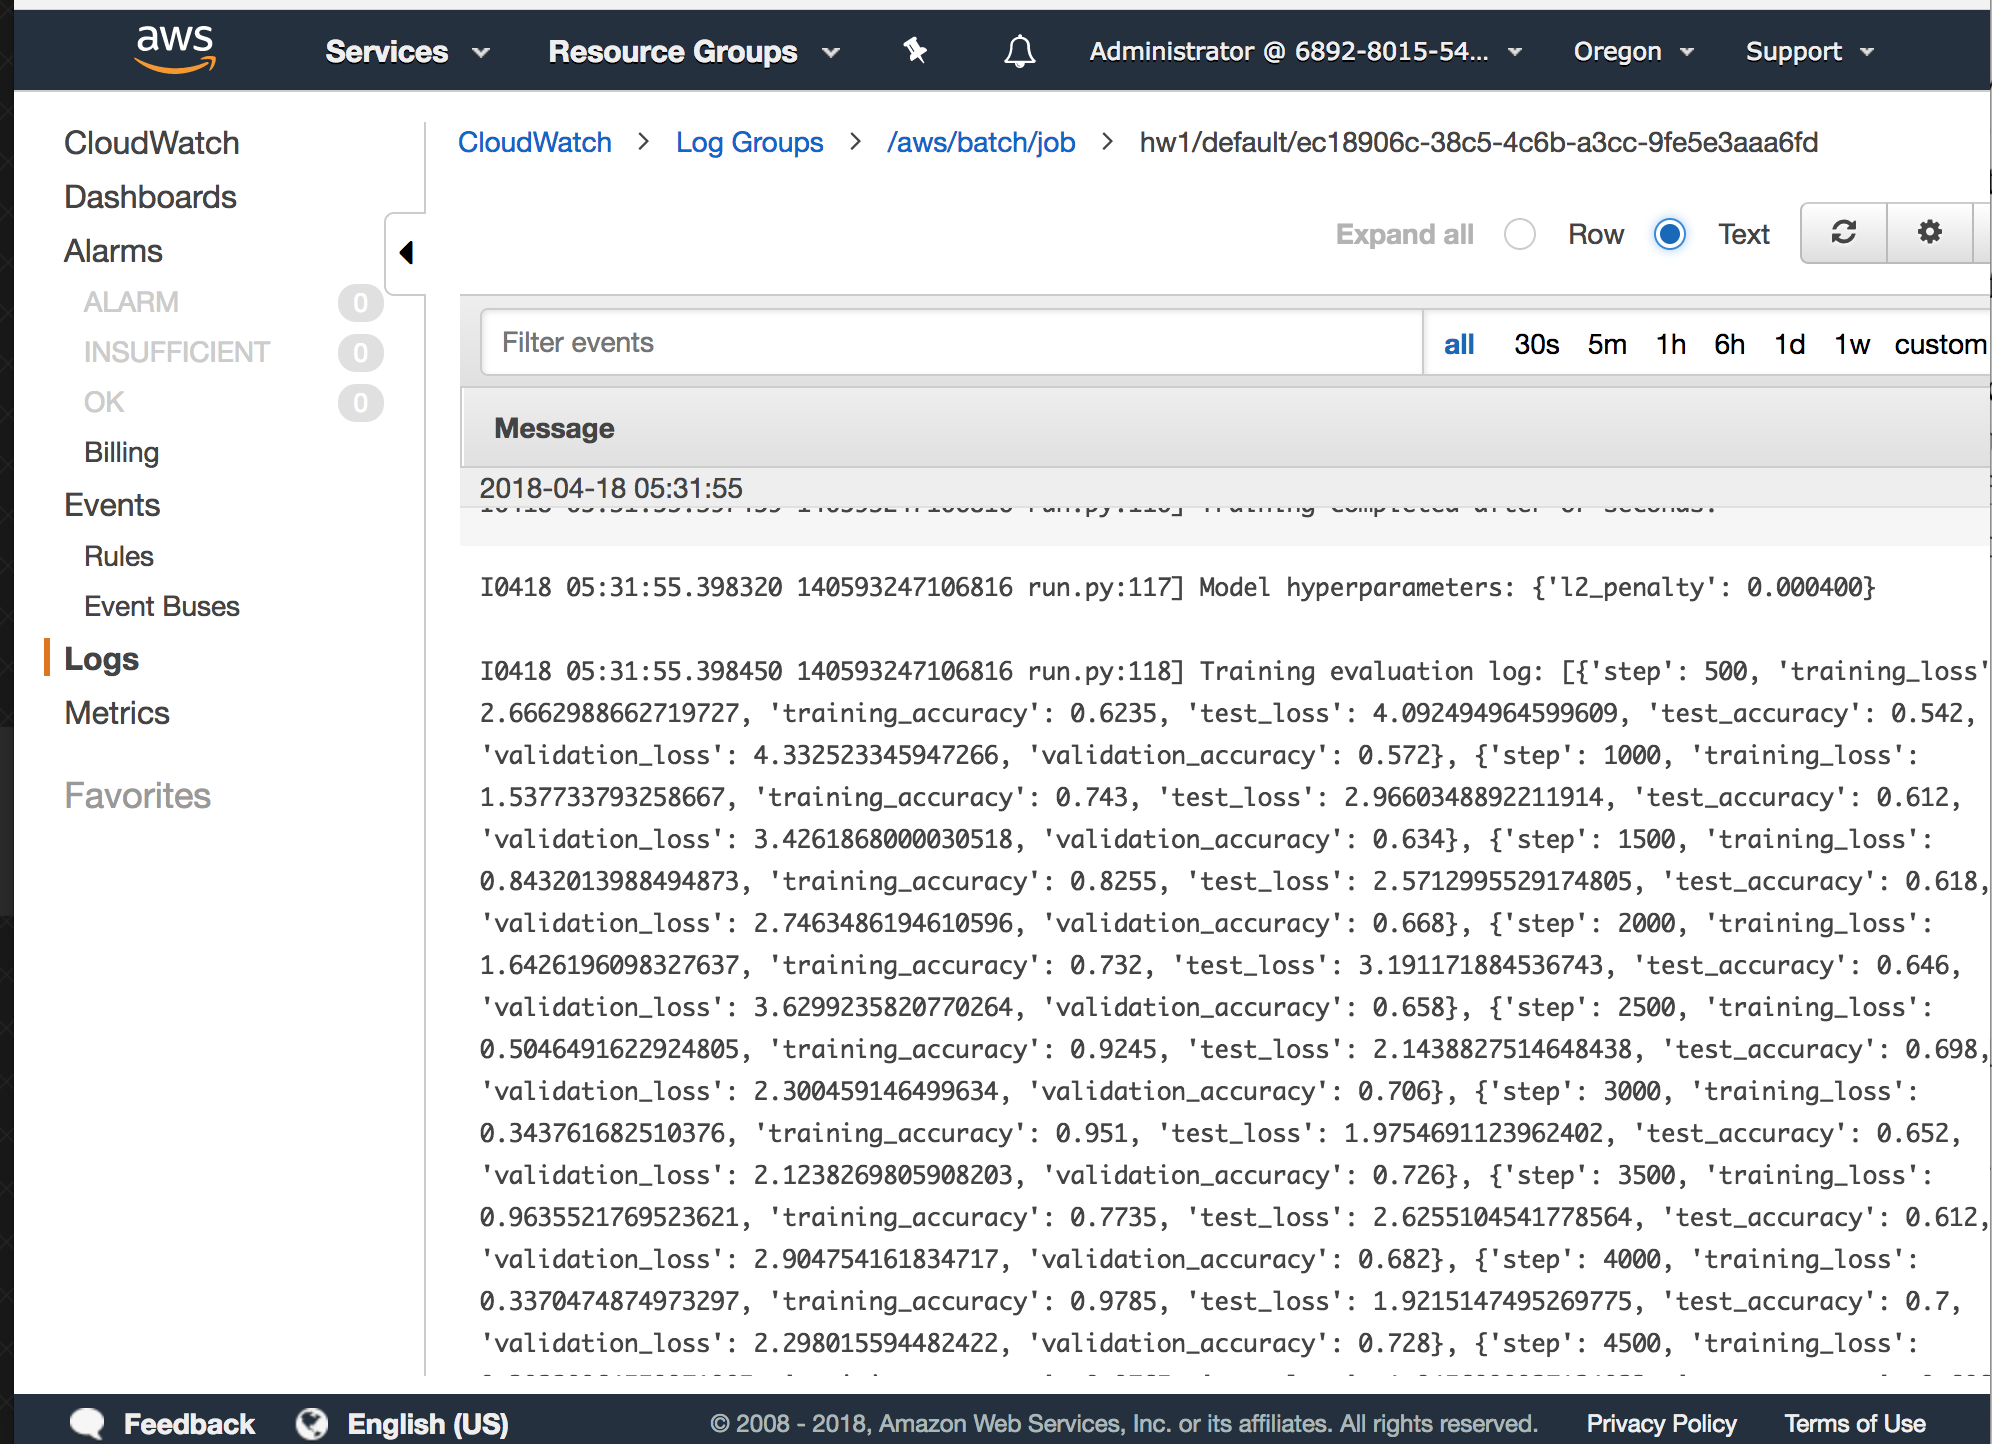 aws Services Resource Groups Administrator @ 6892-8015-54... Oregon Support
CloudWatch
Dashboards
Alarms
ALARM 0
INSUFFICIENT 0
OK 0
Billing
Events
Rules
Event Buses
Logs
Metrics
Favorites
CloudWatch > Log Groups > /aws/batch/job > hw1/default/ec18906c-38c5-4c6b-a3cc-9fe5e3aaa6fd
Expand all Row Text
Filter events all 30s 5m 1h 6h 1d 1w custom
Message
2018-04-18 05:31:55
I0418 05:31:55.398320 140593247106816 run.py:117] Model hyperparameters: {'l2_penalty': 0.000400}
I0418 05:31:55.398450 140593247106816 run.py:118] Training evaluation log: [{'step': 500, 'training_loss'
2.6662988662719727, 'training_accuracy': 0.6235, 'test_loss': 4.092494964599609, 'test_accuracy': 0.542,
'validation_loss': 4.332523345947266, 'validation_accuracy': 0.572}, {'step': 1000, 'training_loss':
1.537733793258667, 'training_accuracy': 0.743, 'test_loss': 2.9660348892211914, 'test_accuracy': 0.612,
'validation_loss': 3.4261868000030518, 'validation_accuracy': 0.634}, {'step': 1500, 'training_loss':
0.8432013988494873, 'training_accuracy': 0.8255, 'test_loss': 2.5712995529174805, 'test_accuracy': 0.618,
'validation_loss': 2.7463486194610596, 'validation_accuracy': 0.668}, {'step': 2000, 'training_loss':
1.6426196098327637, 'training_accuracy': 0.732, 'test_loss': 3.191171884536743, 'test_accuracy': 0.646,
'validation_loss': 3.6299235820770264, 'validation_accuracy': 0.658}, {'step': 2500, 'training_loss':
0.5046491622924805, 'training_accuracy': 0.9245, 'test_loss': 2.1438827514648438, 'test_accuracy': 0.698,
'validation_loss': 2.300459146499634, 'validation_accuracy': 0.706}, {'step': 3000, 'training_loss':
0.343761682510376, 'training_accuracy': 0.951, 'test_loss': 1.9754691123962402, 'test_accuracy': 0.652,
'validation_loss': 2.1238269805908203, 'validation_accuracy': 0.726}, {'step': 3500, 'training_loss':
0.9635521769523621, 'training_accuracy': 0.7735, 'test_loss': 2.6255104541778564, 'test_accuracy': 0.612,
'validation_loss': 2.904754161834717, 'validation_accuracy': 0.682}, {'step': 4000, 'training_loss':
0.3370474874973297, 'training_accuracy': 0.9785, 'test_loss': 1.9215147495269775, 'test_accuracy': 0.7,
'validation_loss': 2.298015594482422, 'validation_accuracy': 0.728}, {'step': 4500, 'training_loss':
Feedback English (US) © 2008 - 2018, Amazon Web Services, Inc. or its affiliates. All rights reserved. Privacy Policy Terms of Use